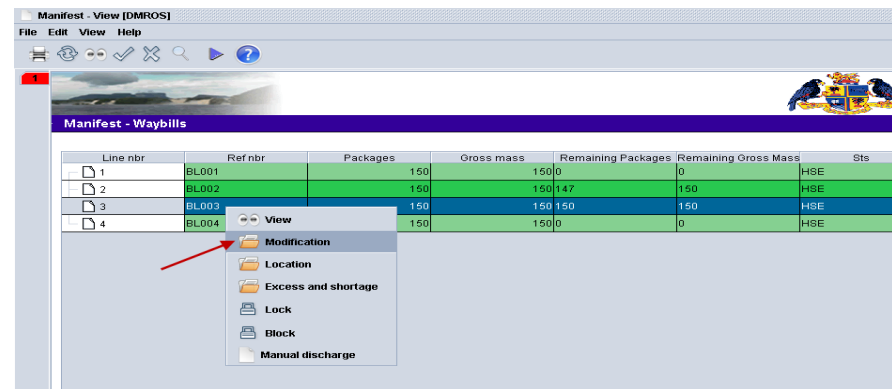 Manifest - View [DMROS]
File Edit View Help
1
Manifest - Waybills
Line nbr Ref nbr Packages Gross mass Remaining Packages Remaining Gross Mass Sts
1 BL001 150 150 0 0 HSE
2 BL002 150 150 147 150 HSE
3 BL003 150 150 150 150 HSE
4 BL004 150 150 0 0 HSE
View
Modification
Location
Excess and shortage
Lock
Block
Manual discharge